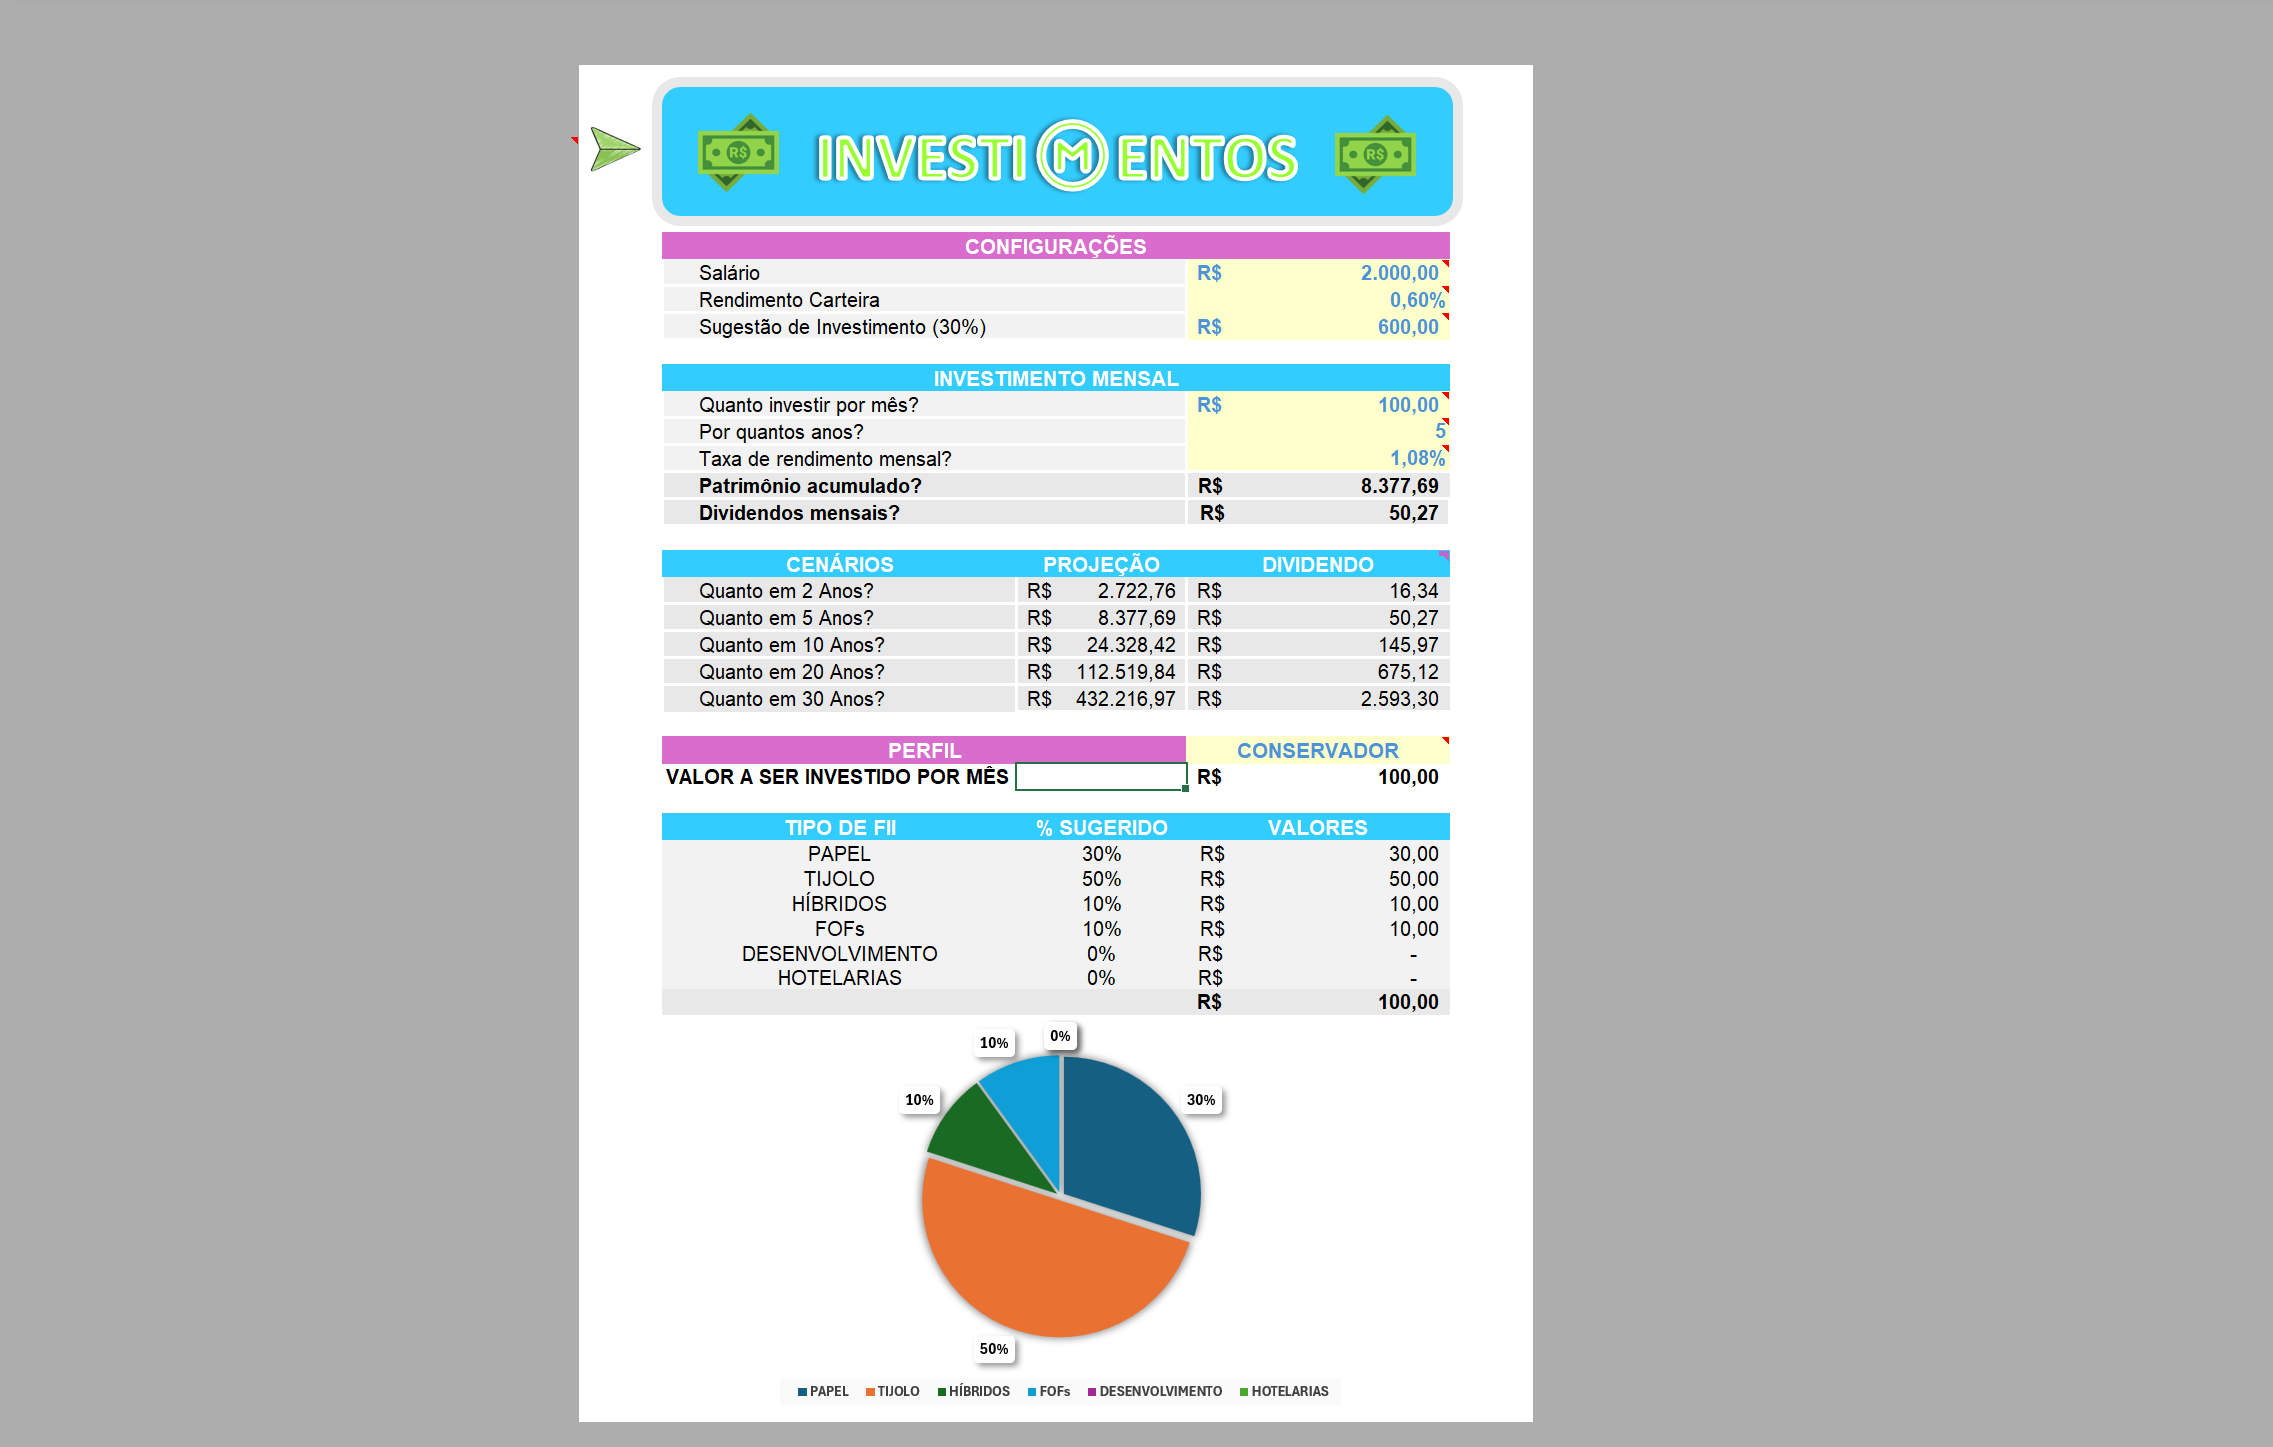 R$ INVESTIMENTOS R$
CONFIGURAÇÕES
Salário R$ 2.000,00
Rendimento Carteira 0,60%
Sugestão de Investimento (30%) R$ 600,00
INVESTIMENTO MENSAL
Quanto investir por mês? R$ 100,00
Por quantos anos? 5
Taxa de rendimento mensal? 1,08%
Patrimônio acumulado? R$ 8.377,69
Dividendos mensais? R$ 50,27
CENÁRIOS PROJEÇÃO DIVIDENDO
Quanto em 2 Anos? R$ 2.722,76 R$ 16,34
Quanto em 5 Anos? R$ 8.377,69 R$ 50,27
Quanto em 10 Anos? R$ 24.328,42 R$ 145,97
Quanto em 20 Anos? R$ 112.519,84 R$ 675,12
Quanto em 30 Anos? R$ 432.216,97 R$ 2.593,30
PERFIL CONSERVADOR
VALOR A SER INVESTIDO POR MÊS R$ 100,00
TIPO DE FII % SUGERIDO VALORES
PAPEL 30% R$ 30,00
TIJOLO 50% R$ 50,00
HÍBRIDOS 10% R$ 10,00
FOFs 10% R$ 10,00
DESENVOLVIMENTO 0% R$ -
HOTELARIAS 0% R$ -
R$ 100,00
10% 0%
10% 30%
50%
PAPEL TIJOLO HÍBRIDOS FOFs DESENVOLVIMENTO HOTELARIAS